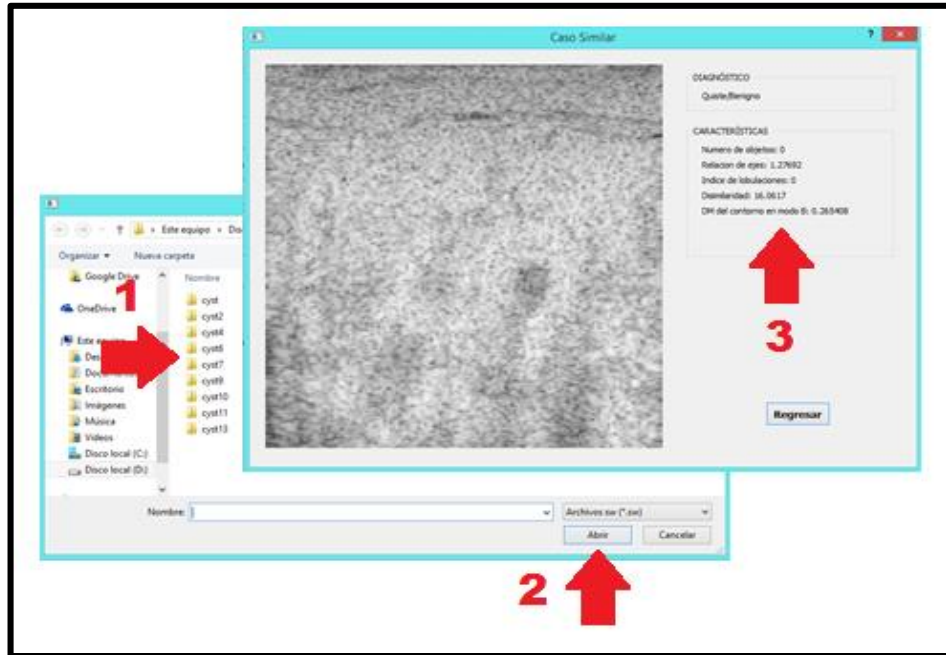 Caso Similar
?
DIAGNÓSTICO
Quiste/Benigno
CARACTERÍSTICAS
Numero de objetos: 0
Relacion de ejes: 1.27692
Indice de lobulaciones: 0
Disimilaridad: 16.0617
DM del contorno en modo B: 0.265408
3
Regresar
Este equipo
Organizar
Nueva carpeta
Google Drive
OneDrive
Este
Escritorio
Imágenes
Música
Videos
Disco local (C:)
Disco local (D:)
1
Nombre
cyst
cyst2
cyst4
cyst6
cyst7
cyst9
cyst10
cyst11
cyst13
Nombre:
Archivos sw (*.sw)
Abrir
Cancelar
2